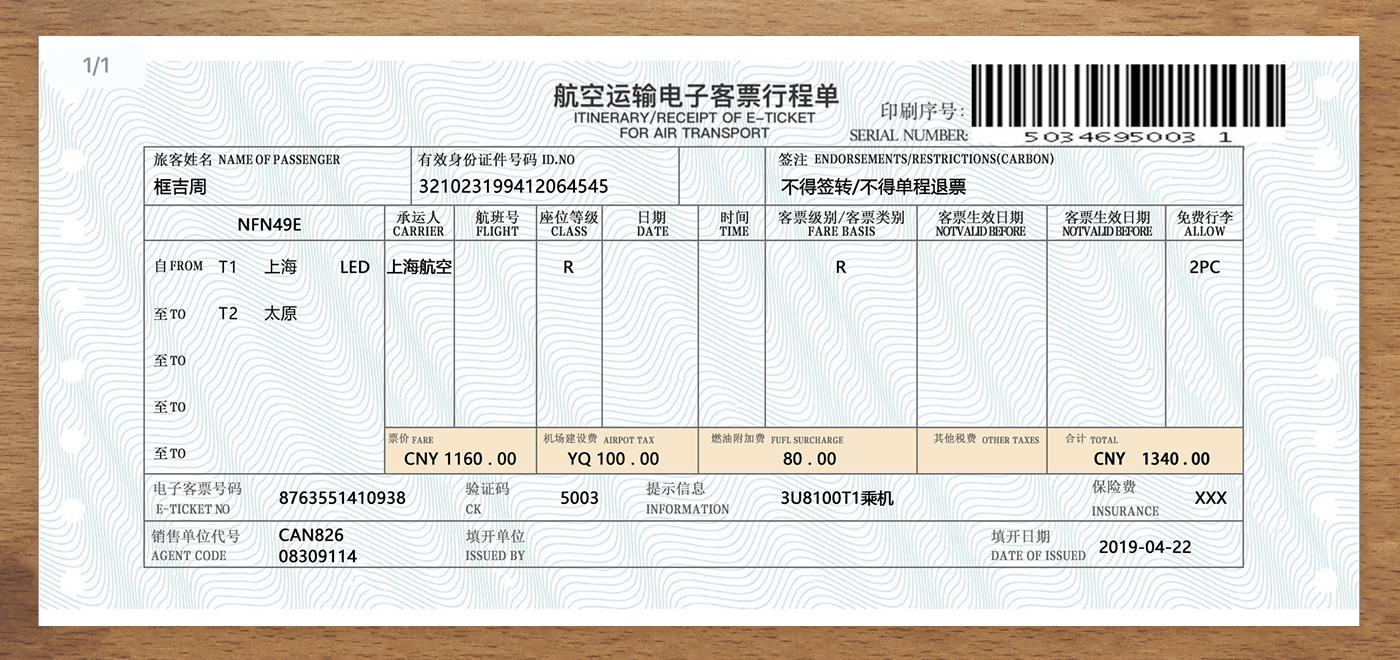 1/1
航空运输电子客票行程单
ITINERARY/RECEIPT OF E-TICKET
FOR AIR TRANSPORT
印刷序号:
SERIAL NUMBER:
5034695003 1
旅客姓名 NAME OF PASSENGER 有效身份证件号码 ID.NO 签注 ENDORSEMENTS/RESTRICTIONS(CARBON)
框吉周 321023199412064545 不得签转/不得单程退票
NFN49E 承运人 航班号 座位等级 日期 时间 客票级别/客票类别 客票生效日期 客票生效日期 免费行李
CARRIER FLIGHT CLASS DATE TIME FARE BASIS NOTVALID BEFORE NOTVALID BEFORE ALLOW
自FROM T1 上海 LED 上海航空 R R 2PC
至TO T2 太原
至TO
至TO
至TO
票价 FARE 机场建设费 AIRPOT TAX 燃油附加费 FUFL SURCHARGE 其他税费 OTHER TAXES 合计 TOTAL
CNY 1160 . 00 YQ 100 . 00 80 . 00 CNY 1340 . 00
电子客票号码 8763551410938 验证码 5003 提示信息 3U8100T1乘机 保险费 XXX
E-TICKET NO CK INFORMATION INSURANCE
销售单位代号 CAN826 填开单位 填开日期 2019-04-22
AGENT CODE 08309114 ISSUED BY DATE OF ISSUED